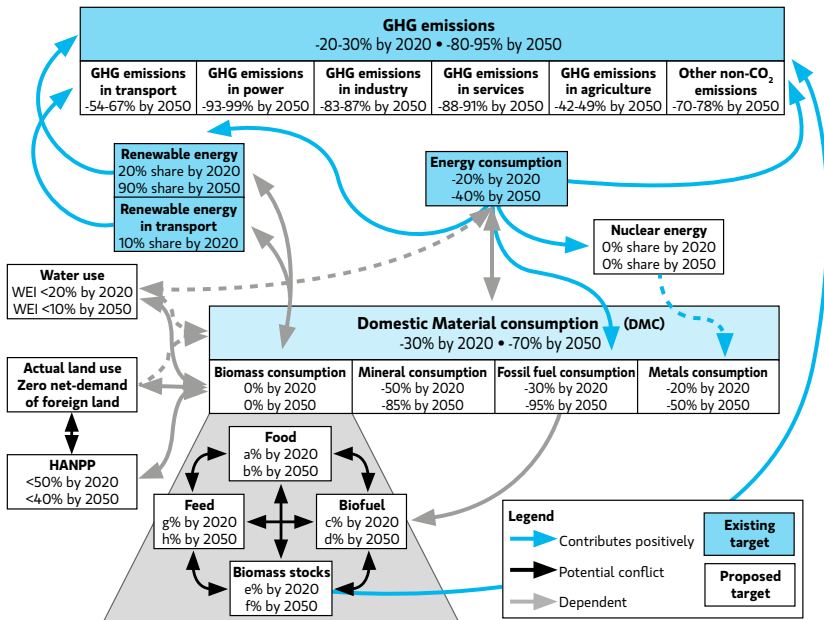 GHG emissions
-20-30% by 2020 • -80-95% by 2050
GHG emissions
in transport
-54-67% by 2050
GHG emissions
in power
-93-99% by 2050
GHG emissions
in industry
-83-87% by 2050
GHG emissions
in services
-88-91% by 2050
GHG emissions
in agriculture
-42-49% by 2050
Other non-CO₂
emissions
-70-78% by 2050
Renewable energy
20% share by 2020
90% share by 2050
Renewable energy
in transport
10% share by 2020
Energy consumption
-20% by 2020
-40% by 2050
Nuclear energy
0% share by 2020
0% share by 2050
Water use
WEI <20% by 2020
WEI <10% by 2050
Domestic Material consumption (DMC)
-30% by 2020 • -70% by 2050
Biomass consumption
0% by 2020
0% by 2050
Mineral consumption
-50% by 2020
-85% by 2050
Fossil fuel consumption
-30% by 2020
-95% by 2050
Metals consumption
-20% by 2020
-50% by 2050
Actual land use
Zero net-demand
of foreign land
HANPP
<50% by 2020
<40% by 2050
Food
a% by 2020
b% by 2050
Feed
g% by 2020
h% by 2050
Biofuel
c% by 2020
d% by 2050
Biomass stocks
e% by 2020
f% by 2050
Legend
Contributes positively
Potential conflict
Dependent
Existing
target
Proposed
target